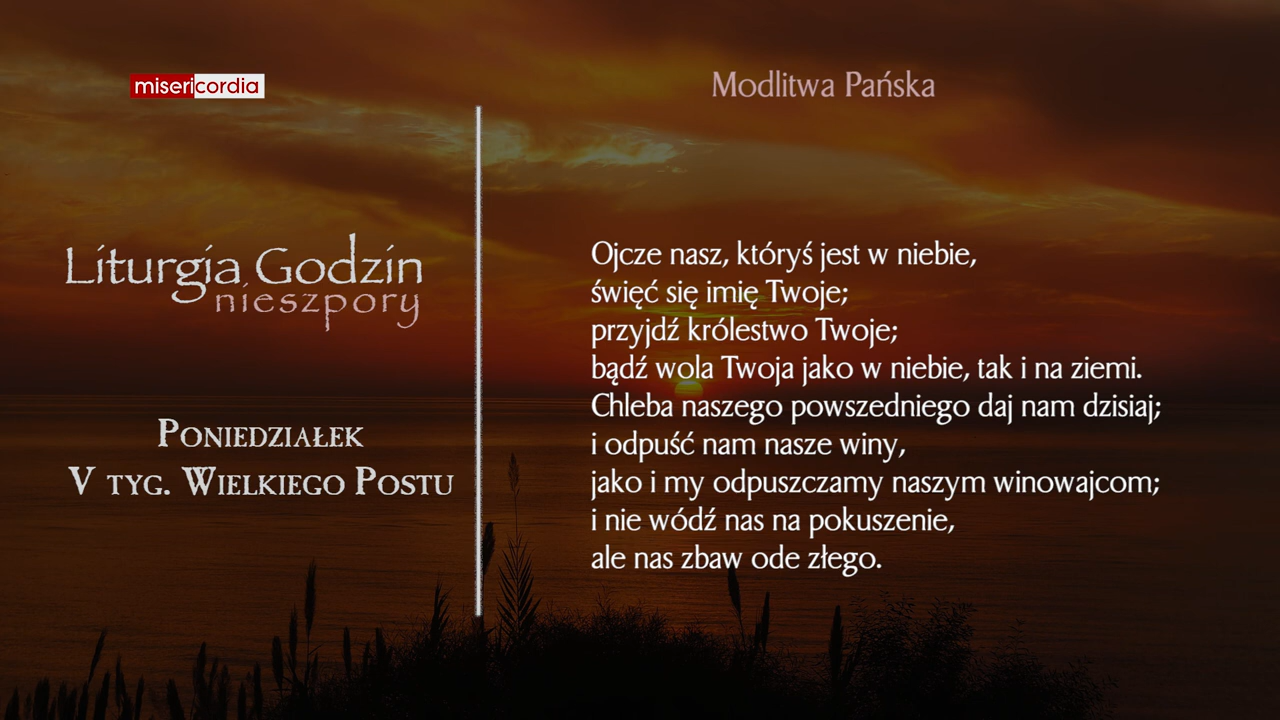 misericordia
Liturgia Godzin
nieszpory
Poniedziałek
V tyg. Wielkiego Postu
Modlitwa Pańska
Ojcze nasz, któryś jest w niebie,
święć się imię Twoje;
przyjdź królestwo Twoje;
bądź wola Twoja jako w niebie, tak i na ziemi.
Chleba naszego powszedniego daj nam dzisiaj;
i odpuść nam nasze winy,
jako i my odpuszczamy naszym winowajcom;
i nie wódź nas na pokuszenie,
ale nas zbaw ode złego.